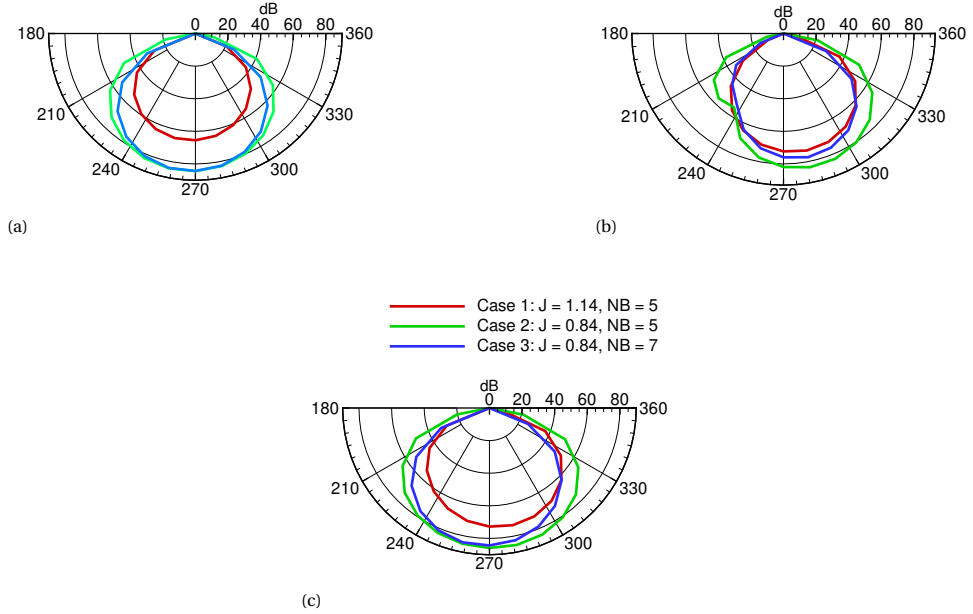 dB
0 20 40 60 80
180 360
210 330
240 300
270
(a)
dB
0 20 40 60 80
180 360
210 330
240 300
270
(b)
Case 1: J = 1.14, NB = 5
Case 2: J = 0.84, NB = 5
Case 3: J = 0.84, NB = 7
dB
0 20 40 60 80
180 360
210 330
240 300
270
(c)